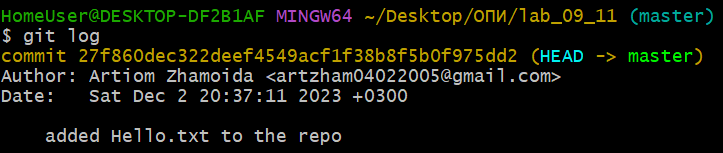 HomeUser@DESKTOP-DF2B1AF MINGW64 ~/Desktop/ОПИ/lab_09_11 (master)
$ git log
commit 27f860dec322deef4549acf1f38b8f5b0f975dd2 (HEAD -> master)
Author: Artiom Zhamoida <artzham04022005@gmail.com>
Date:   Sat Dec 2 20:37:11 2023 +0300
    added Hello.txt to the repo